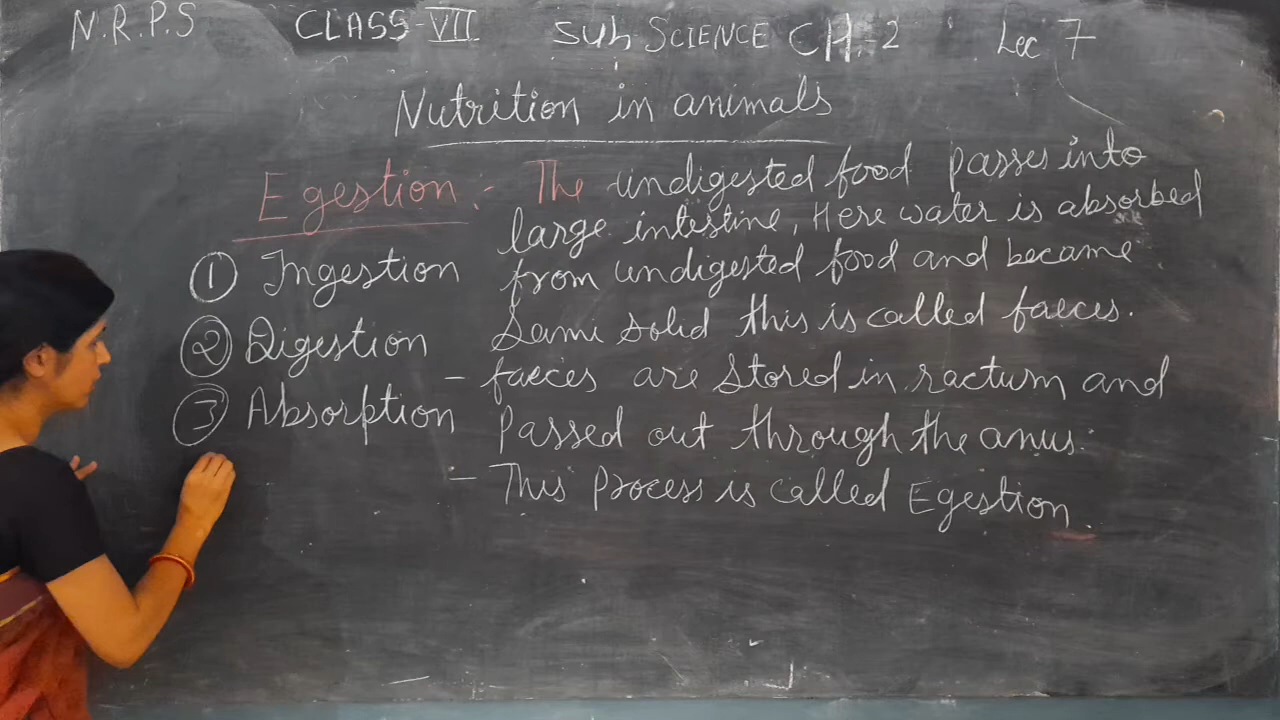 N.R.P.S CLASS-VII Sub SCIENCE CH.-2 Lec 7
Nutrition in animals
Egestion :- The undigested food passes into
large intestine, Here water is absorbed
① Ingestion from undigested food and became
② Digestion Sami solid this is called faeces.
③ Absorption - faeces are Stored in ractum and
Passed out through the anus.
- This Process is called Egestion.